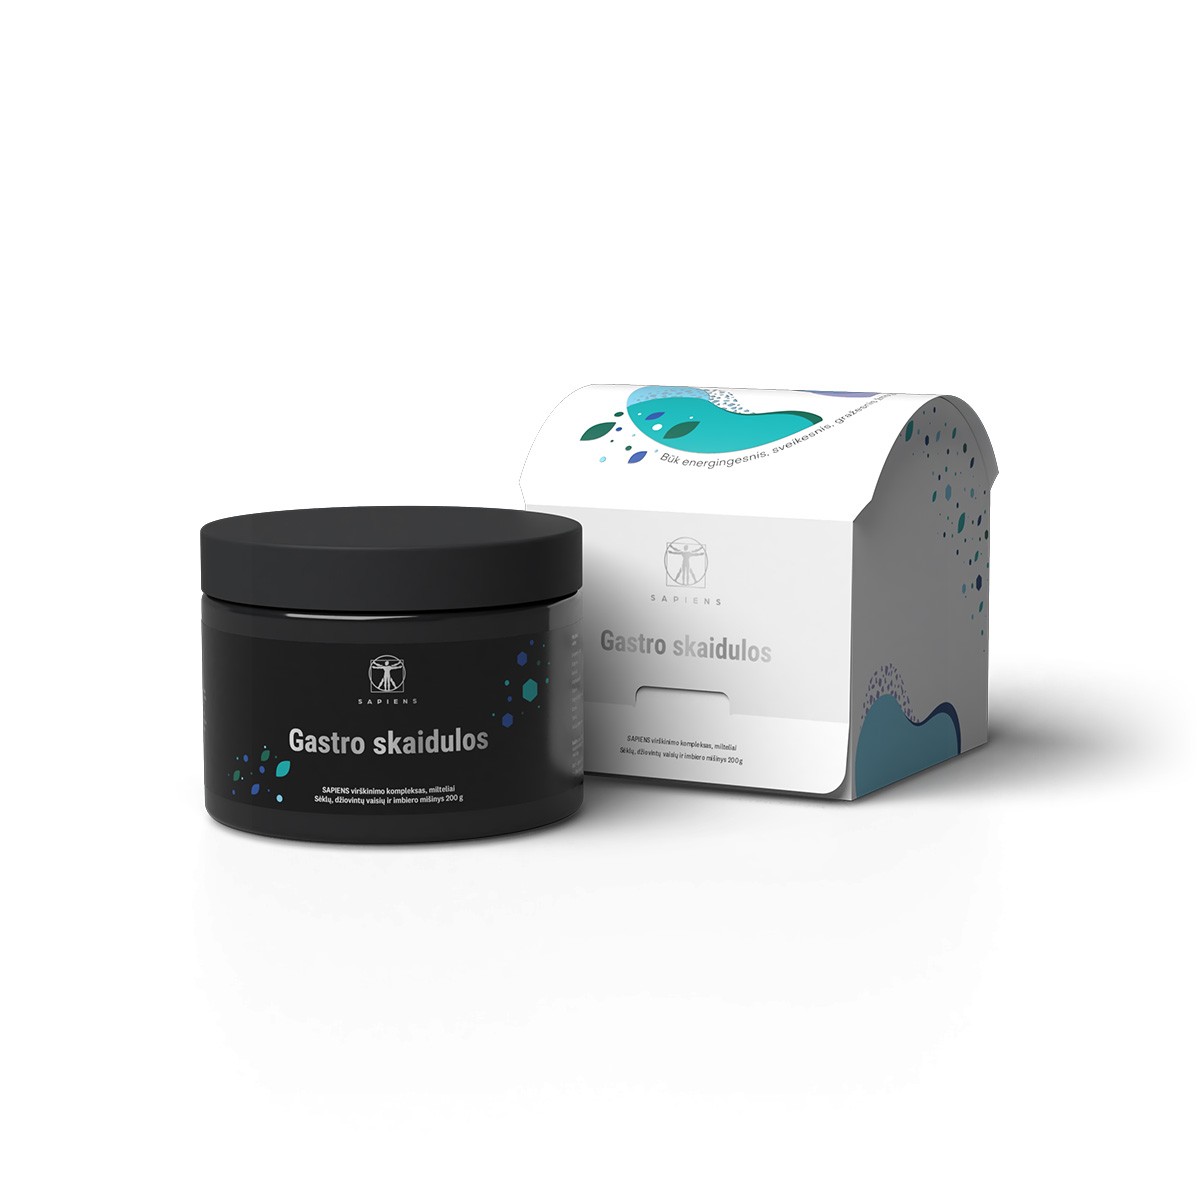 SAPIENS
Gastro skaidulos
SAPIENS virškinimo kompleksas, milteliai
Sėklų, džiovintų vaisių ir imbiero mišinys 200 g
Būk energingesnis, sveikesnis, gražesnis
SAPIENS
Gastro skaidulos
SAPIENS virškinimo kompleksas, milteliai
Sėklų, džiovintų vaisių ir imbiero mišinys 200 g